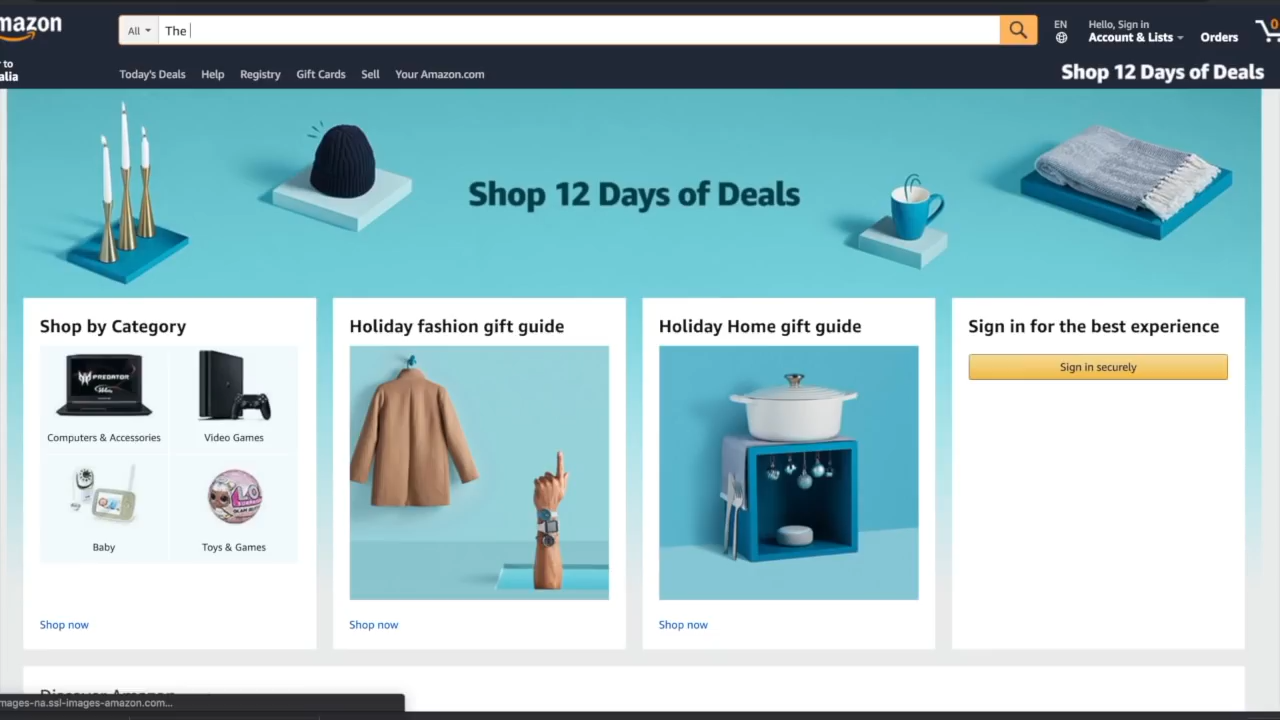 mazon
All
The
EN
Hello, Sign in
Account & Lists
Orders
0
to
alia
Today's Deals
Help
Registry
Gift Cards
Sell
Your Amazon.com
Shop 12 Days of Deals
Shop 12 Days of Deals
Shop by Category
PREDATOR
Computers & Accessories
Video Games
Baby
Toys & Games
Shop now
Holiday fashion gift guide
Shop now
Holiday Home gift guide
Shop now
Sign in for the best experience
Sign in securely
Discover Amazon
mages-na.ssl-images-amazon.com...